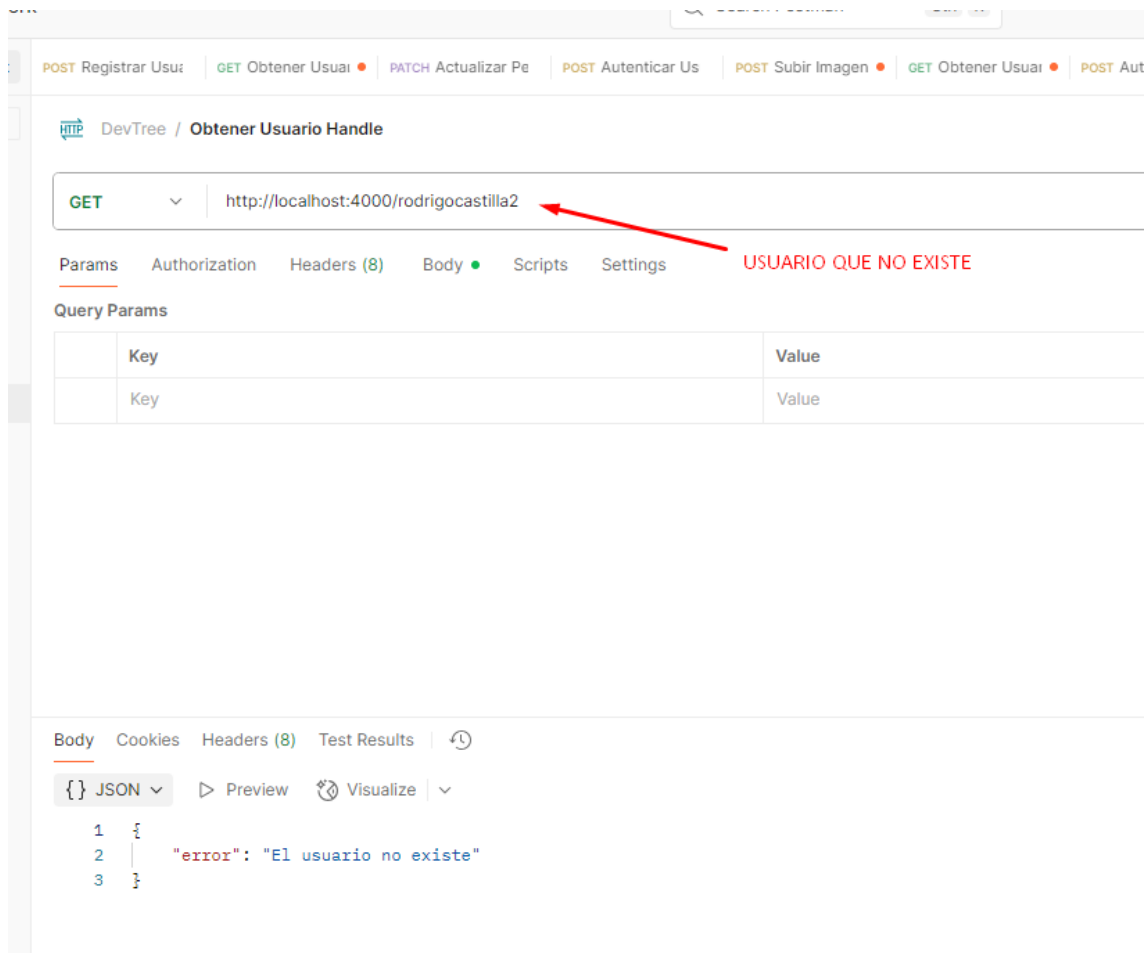 POST Registrar Usua GET Obtener Usuai PATCH Actualizar Pe POST Autenticar Us POST Subir Imagen GET Obtener Usuai POST Aut
HTTP DevTree / Obtener Usuario Handle
GET http://localhost:4000/rodrigocastilla2
Params Authorization Headers (8) Body Scripts Settings
USUARIO QUE NO EXISTE
Query Params
Key Value
Key Value
Body Cookies Headers (8) Test Results
{} JSON Preview Visualize
1 {
2 "error": "El usuario no existe"
3 }